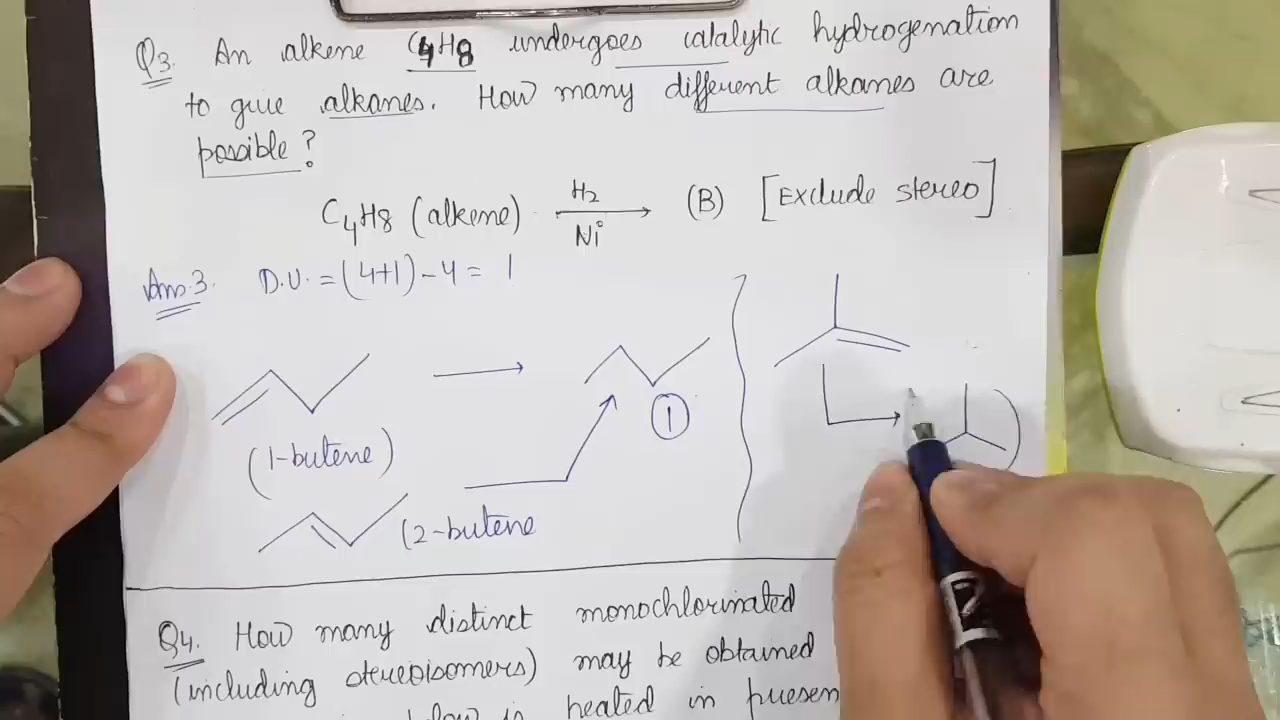 Q3. An alkene C4H8 undergoes catalytic hydrogenation
to give alkanes. How many different alkanes are
possible?
C4H8 (alkene) H2 Ni (B) [Exclude stereo]
Ans.3. D.U. = (4+1) - 4 = 1
(1-butene) 1
(2-butene
Q4. How many distinct monochlorinated
(including stereoisomers) may be obtained
below is heated in presen